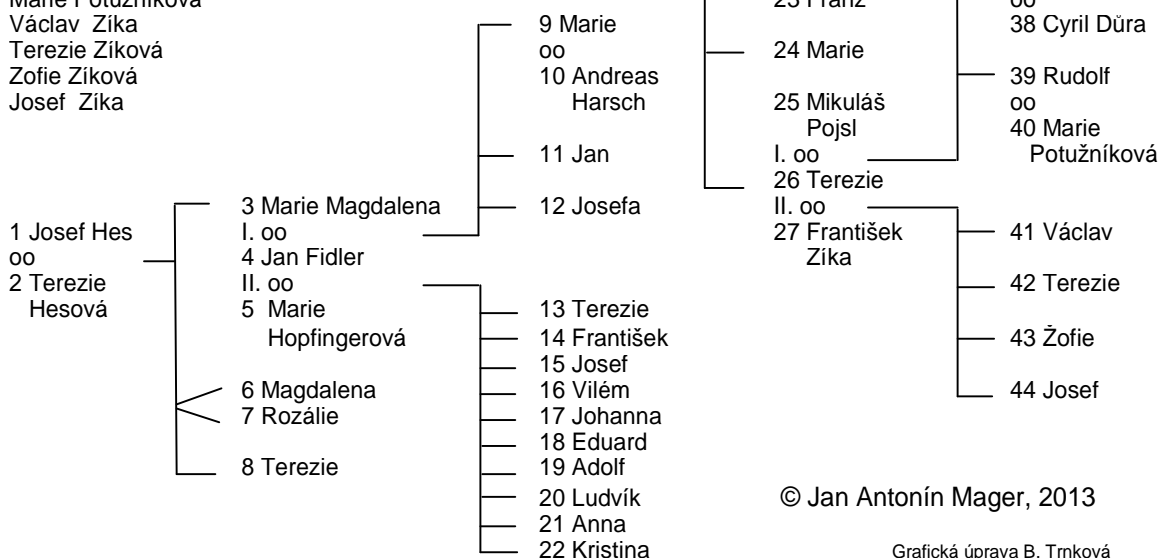 Marie Potužníková
Václav Zíka
Terezie Zíková
Zofie Zíková
Josef Zíka
1 Josef Hes
oo
2 Terezie
Hesová
3 Marie Magdalena
I. oo
4 Jan Fidler
II. oo
5 Marie
Hopfingerová
6 Magdalena
7 Rozálie
8 Terezie
9 Marie
oo
10 Andreas
Harsch
11 Jan
12 Josefa
13 Terezie
14 František
15 Josef
16 Vilém
17 Johanna
18 Eduard
19 Adolf
20 Ludvík
21 Anna
22 Kristina
23 Franz
24 Marie
25 Mikuláš
Pojsl
I. oo
26 Terezie
II. oo
27 František
Zíka
oo
38 Cyril Důra
39 Rudolf
oo
40 Marie
Potužníková
41 Václav
42 Terezie
43 Žofie
44 Josef
© Jan Antonín Mager, 2013
Grafická úprava B. Trnková